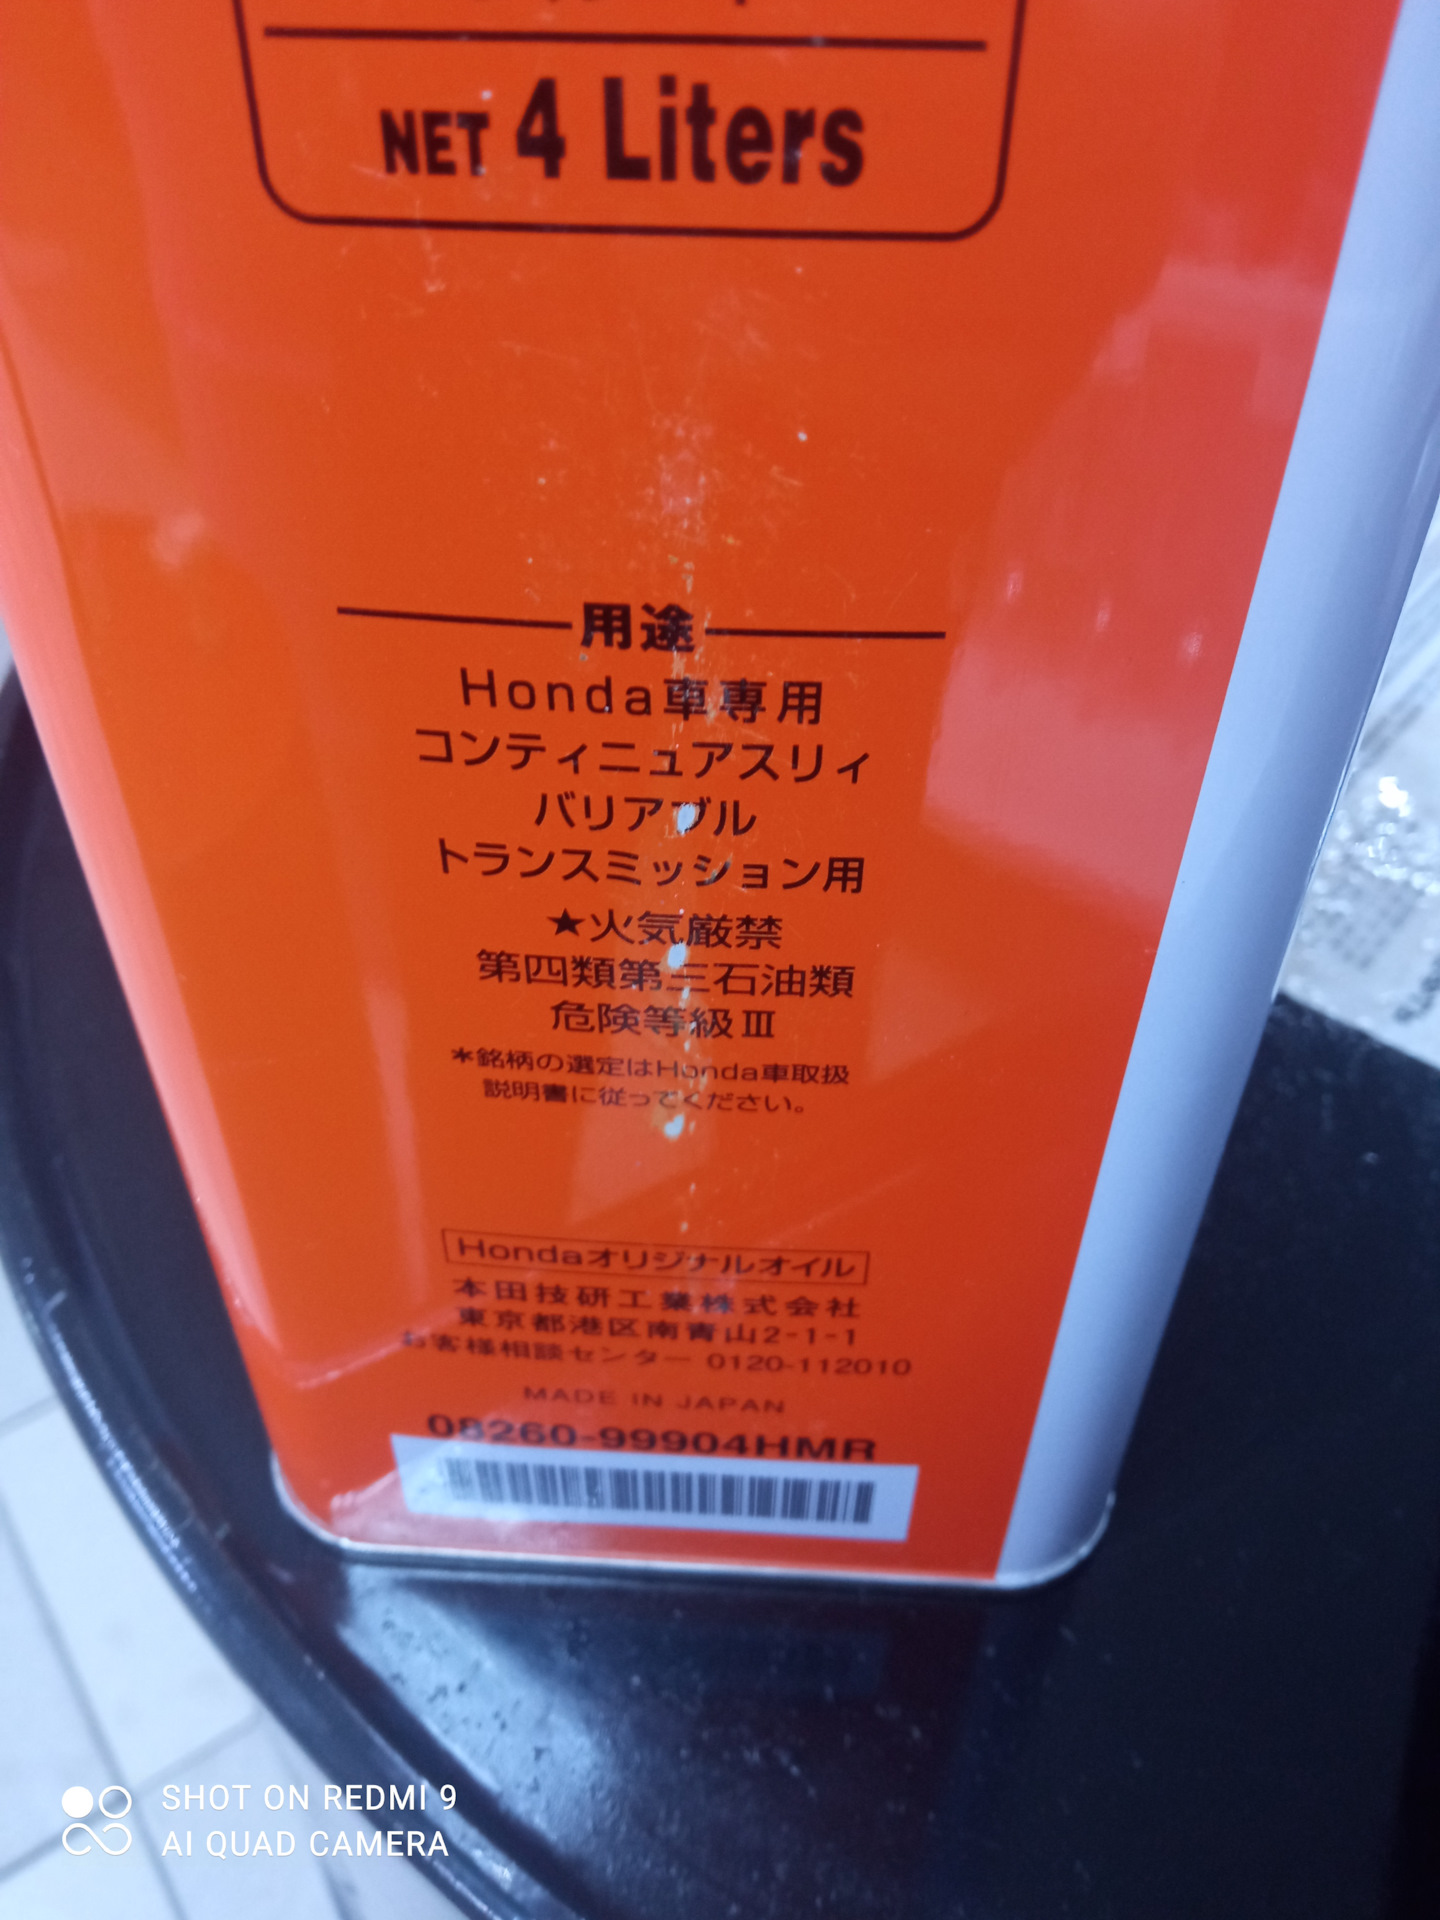 NET 4 Liters
用途
Honda車専用
コンティニュアスリィ
バリアブル
トランスミッション用
★火気厳禁
第四類第三石油類
危険等級Ⅲ
*銘柄の選定はHonda車取扱
説明書に従ってください。
Hondaオリジナルオイル
本田技研工業株式会社
東京都港区南青山2-1-1
お客様相談センター 0120-112010
MADE IN JAPAN
08260-99904HMR
SHOT ON REDMI 9
AI QUAD CAMERA